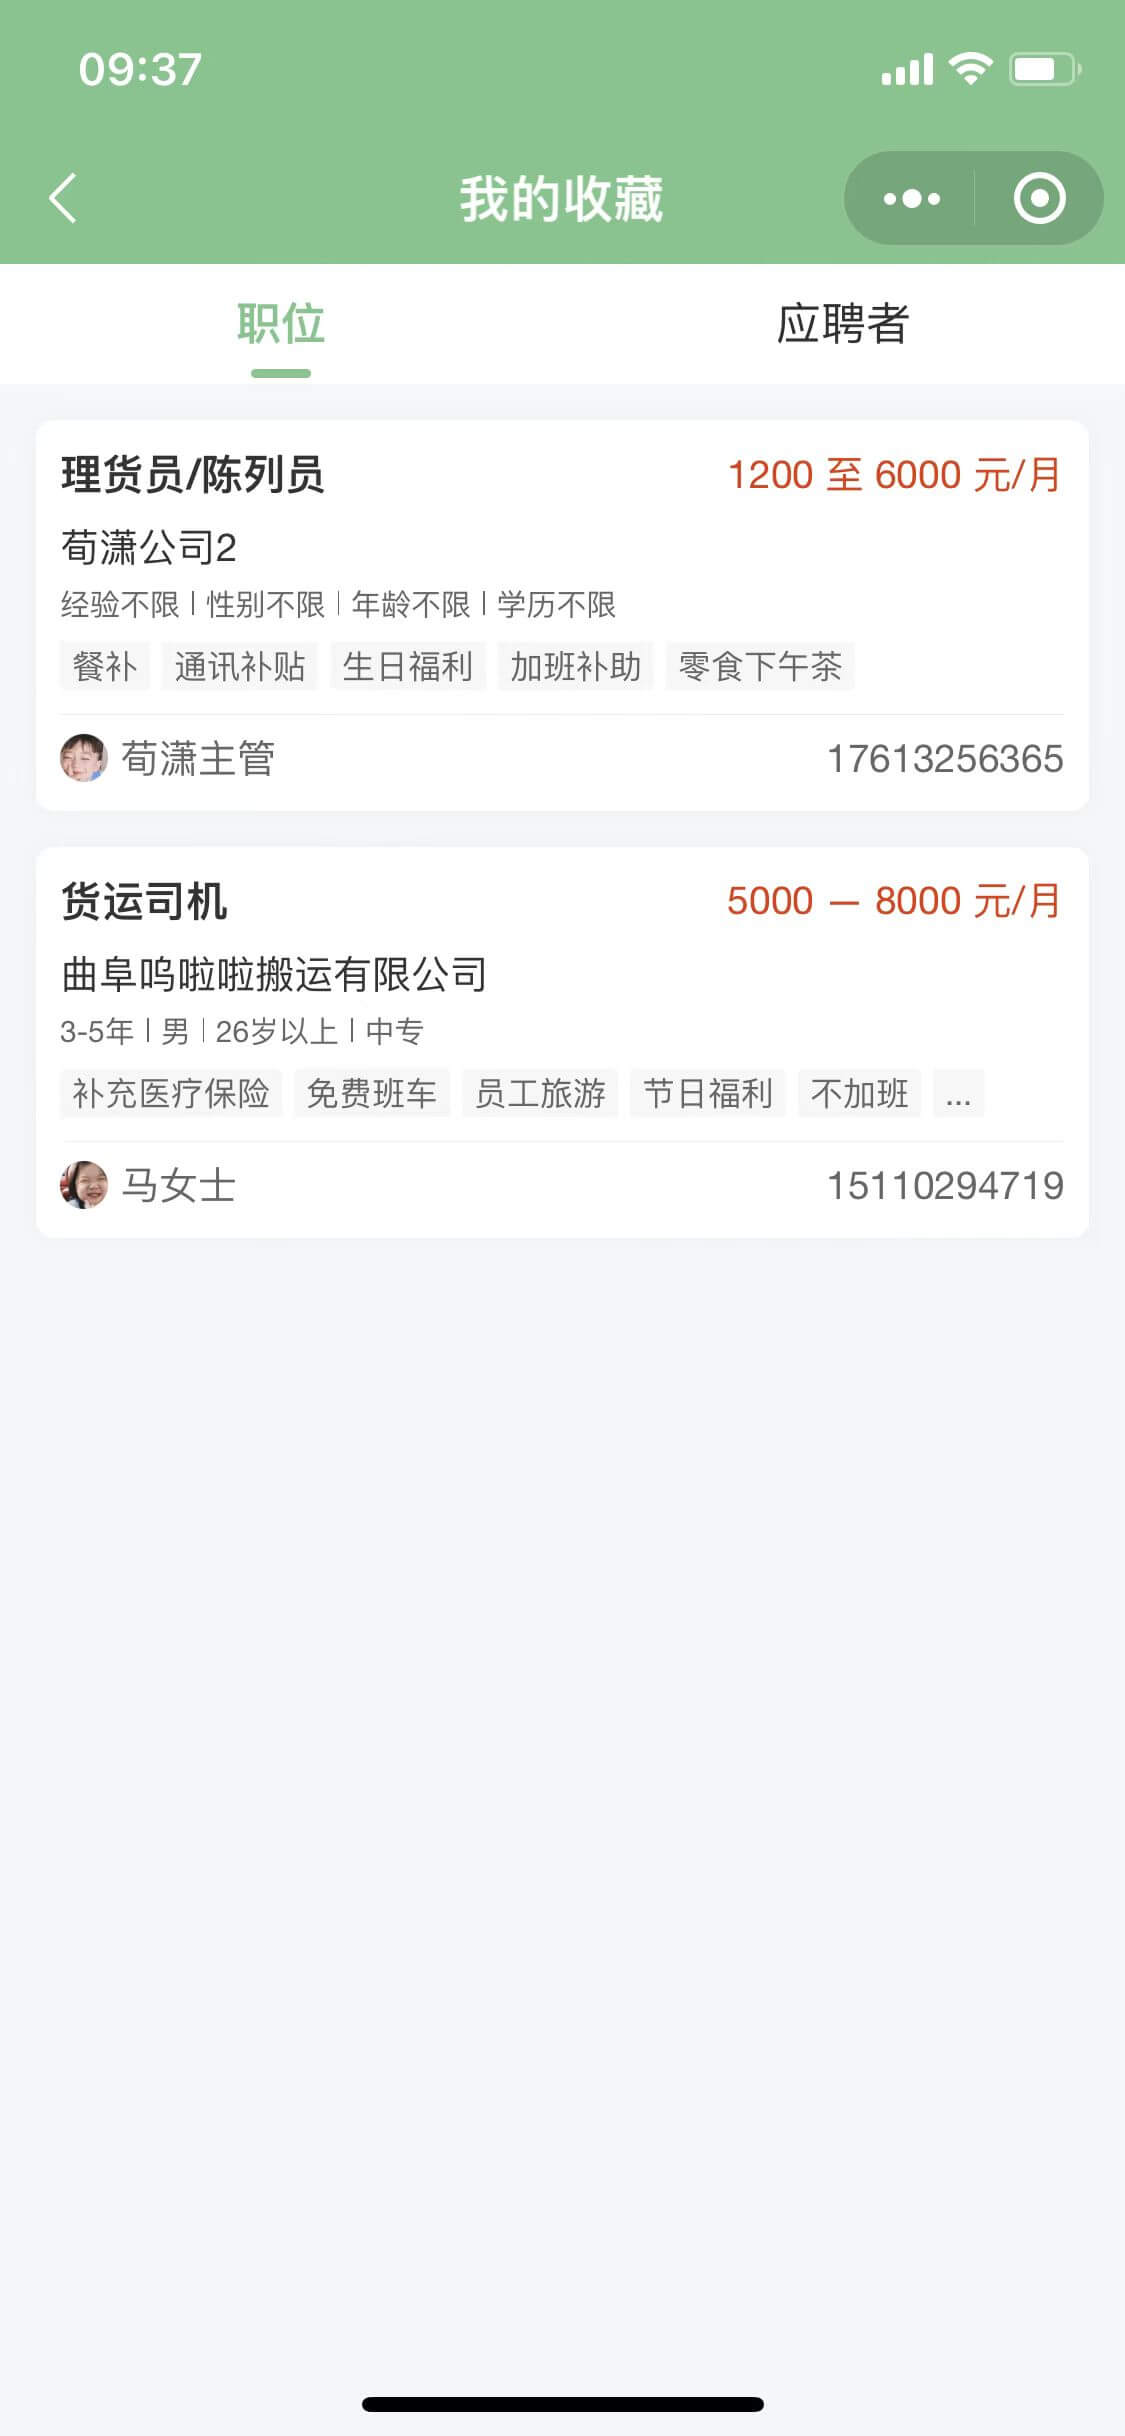 09:37
我的收藏
职位 应聘者
理货员/陈列员 1200 至 6000 元/月
荀潇公司2
经验不限 | 性别不限 | 年龄不限 | 学历不限
餐补 通讯补贴 生日福利 加班补助 零食下午茶
荀潇主管 17613256365
货运司机 5000 — 8000 元/月
曲阜呜啦啦搬运有限公司
3-5年 | 男 | 26岁以上 | 中专
补充医疗保险 免费班车 员工旅游 节日福利 不加班 ...
马女士 15110294719